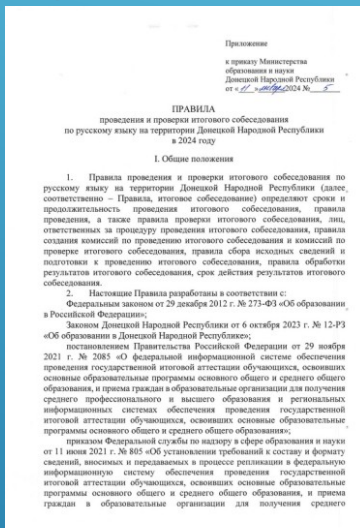 Приложение
к приказу Министерства
образования и науки
Донецкой Народной Республики
от « 11 » января 2024 № 5
ПРАВИЛА
проведения и проверки итогового собеседования
по русскому языку на территории Донецкой Народной Республики
в 2024 году
I. Общие положения
1. Правила проведения и проверки итогового собеседования по
русскому языку на территории Донецкой Народной Республики (далее
соответственно – Правила, итоговое собеседование) определяют сроки и
продолжительность проведения итогового собеседования, правила
проведения, а также правила проверки итогового собеседования, лиц,
ответственных за процедуру проведения итогового собеседования, правила
создания комиссий по проведению итогового собеседования и комиссий по
проверке итогового собеседования, правила сбора исходных сведений и
подготовки к проведению итогового собеседования, правила обработки
результатов итогового собеседования, срок действия результатов итогового
собеседования.
2. Настоящие Правила разработаны в соответствии с:
Федеральным законом от 29 декабря 2012 г. № 273-ФЗ «Об образовании
в Российской Федерации»;
Законом Донецкой Народной Республики от 6 октября 2023 г. № 12-РЗ
«Об образовании в Донецкой Народной Республике»;
постановлением Правительства Российской Федерации от 29 ноября
2021 г. № 2085 «О федеральной информационной системе обеспечения
проведения государственной итоговой аттестации обучающихся, освоивших
основные образовательные программы основного общего и среднего общего
образования, и приема граждан в образовательные организации для получения
среднего профессионального и высшего образования и региональных
информационных системах обеспечения проведения государственной
итоговой аттестации обучающихся, освоивших основные образовательные
программы основного общего и среднего общего образования»;
приказом Федеральной службы по надзору в сфере образования и науки
от 11 июня 2021 г. № 805 «Об установлении требований к составу и формату
сведений, вносимых и передаваемых в процессе репликации в федеральную
информационную систему обеспечения проведения государственной
итоговой аттестации обучающихся, освоивших основные образовательные
программы основного общего и среднего общего образования, и приема
граждан в образовательные организации для получения среднего